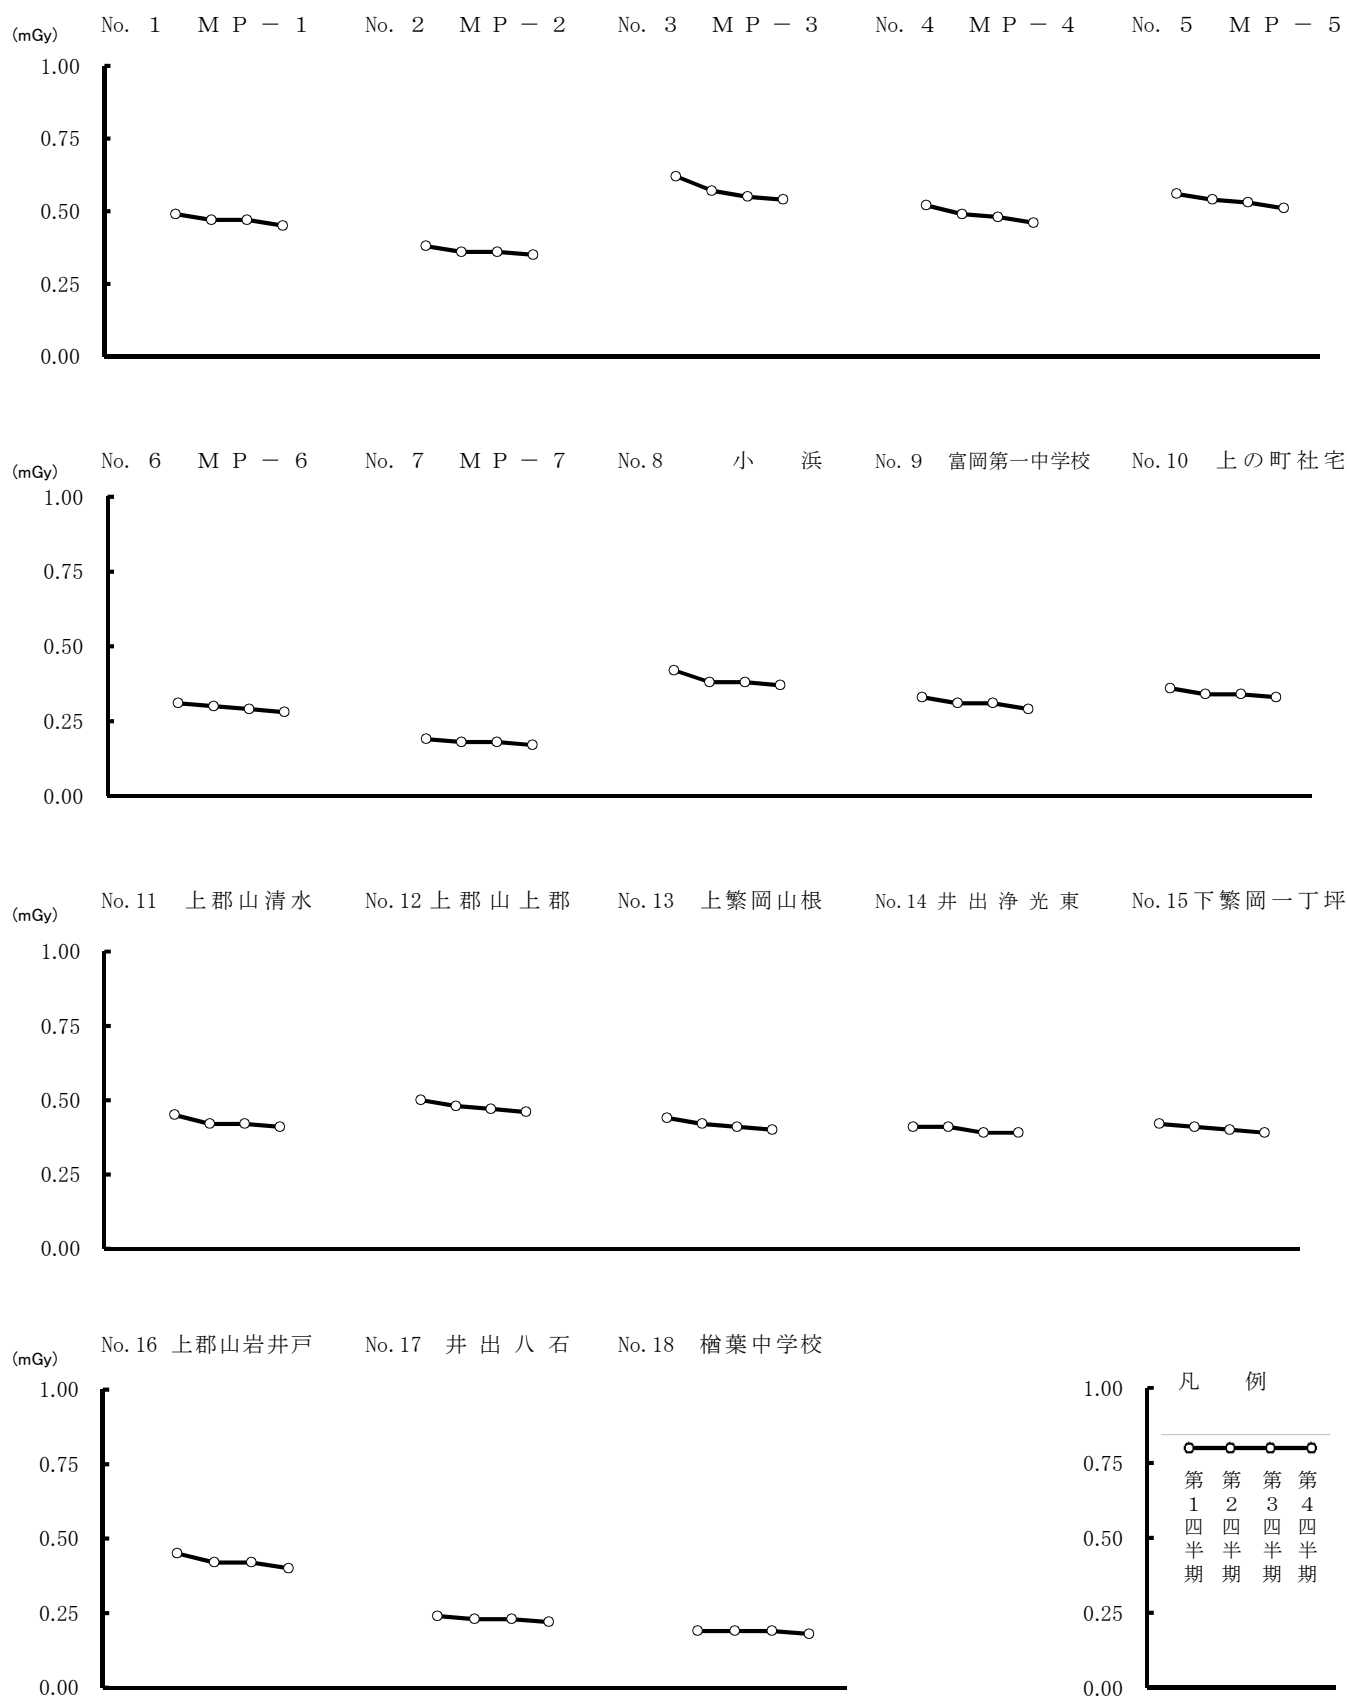 (mGy) No. 1 ＭＰ－１ No. 2 ＭＰ－２ No. 3 ＭＰ－３ No. 4 ＭＰ－４ No. 5 ＭＰ－５
1.00
0.75
0.50
0.25
0.00
(mGy) No. 6 ＭＰ－６ No. 7 ＭＰ－７ No.8 小浜 No. 9 富岡第一中学校 No.10 上の町社宅
1.00
0.75
0.50
0.25
0.00
(mGy) No.11 上郡山清水 No.12 上郡山上郡 No.13 上繁岡山根 No.14 井出浄光東 No.15 下繁岡一丁坪
1.00
0.75
0.50
0.25
0.00
(mGy) No.16 上郡山岩井戸 No.17 井出八石 No.18 楢葉中学校
1.00
0.75
0.50
0.25
0.00
凡例
1.00
0.75
0.50
0.25
0.00
第1四半期
第2四半期
第3四半期
第4四半期